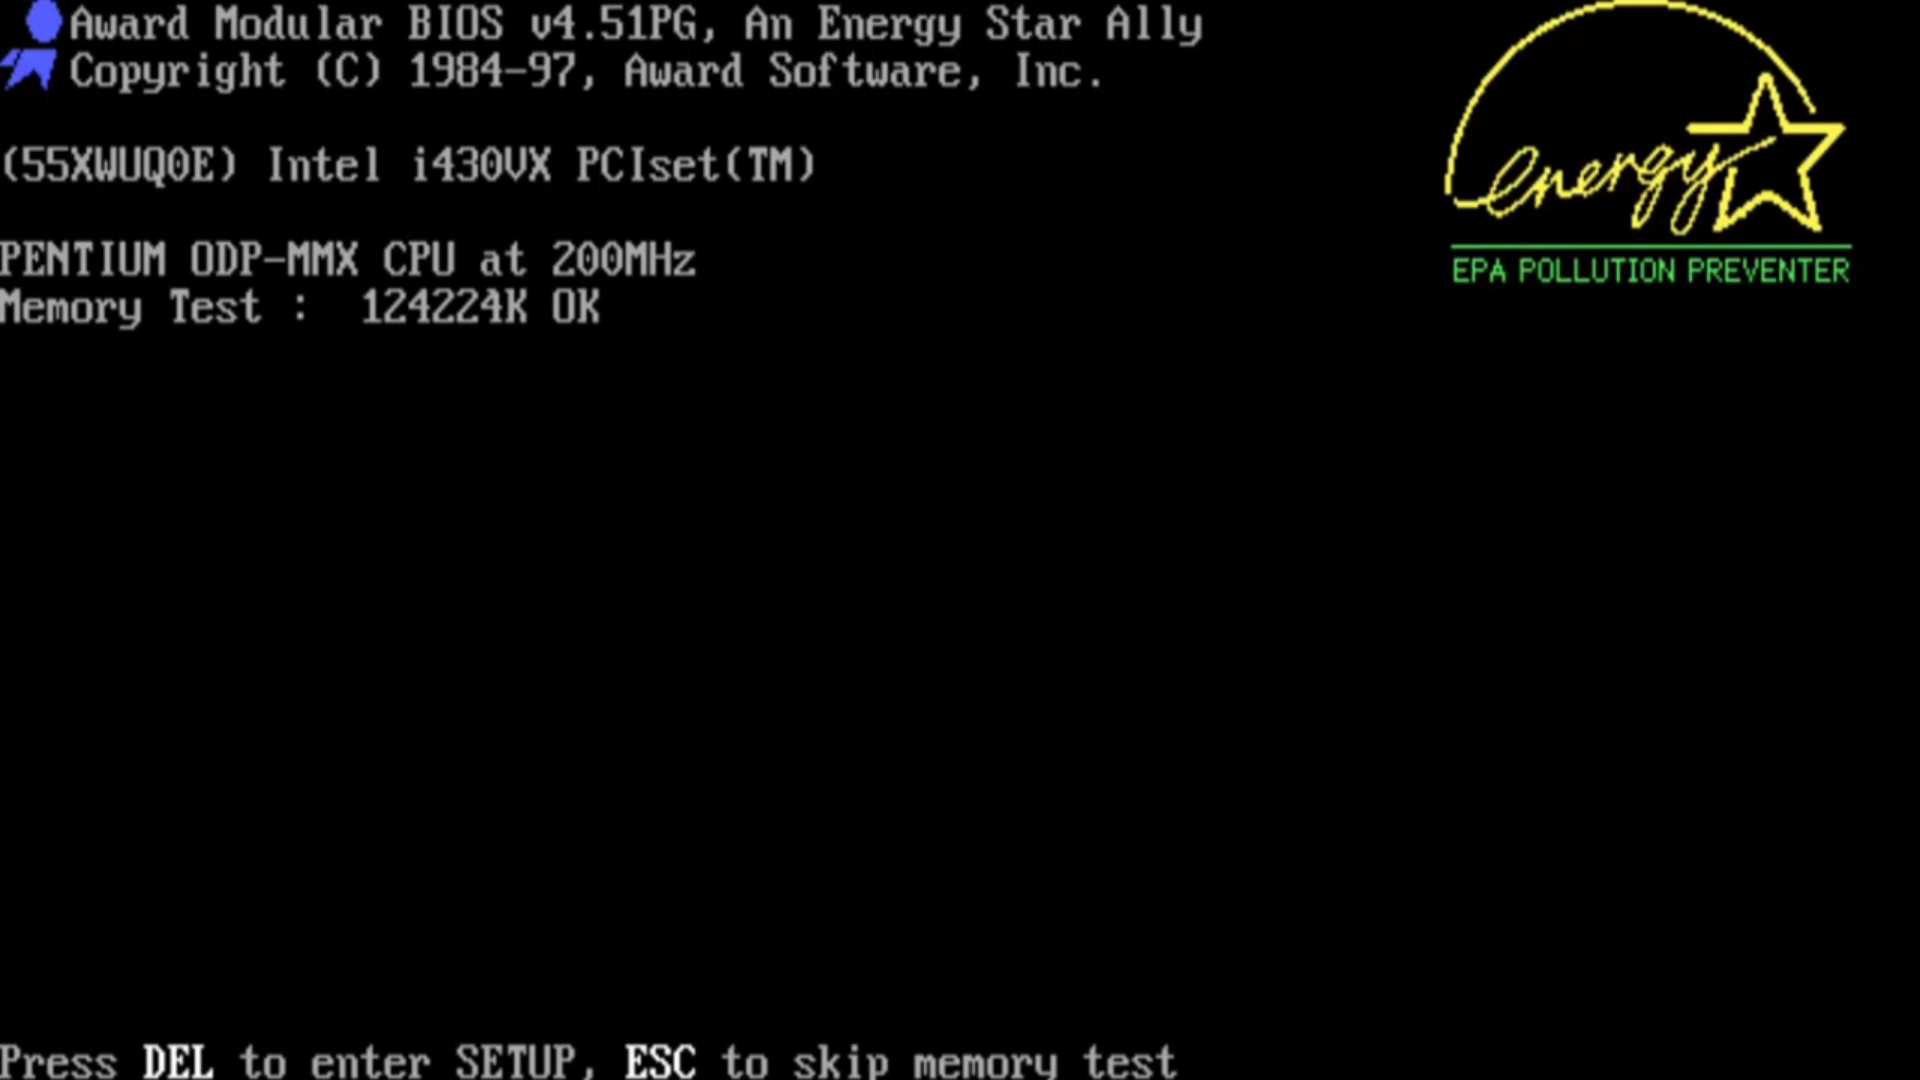 Award Modular BIOS v4.51PG, An Energy Star Ally
Copyright (C) 1984-97, Award Software, Inc.
energy
EPA POLLUTION PREVENTER
(55XWUQ0E) Intel i430VX PCIset(TM)
PENTIUM ODP-MMX CPU at 200MHz
Memory Test :  124224K OK
Press DEL to enter SETUP, ESC to skip memory test